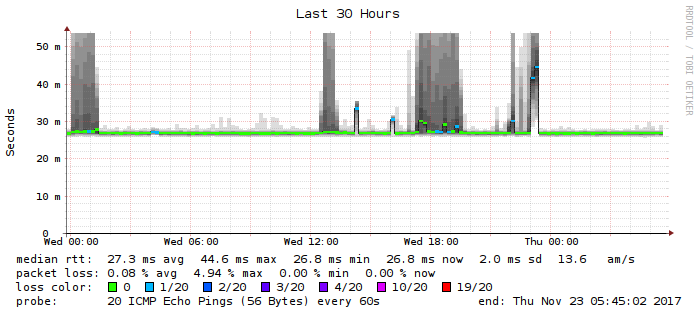 Last 30 Hours
RRDTOOL / TOBI OETIKER
Seconds
50 m
40 m
30 m
20 m
10 m
0
Wed 00:00 Wed 06:00 Wed 12:00 Wed 18:00 Thu 00:00
median rtt: 27.3 ms avg 44.6 ms max 26.8 ms min 26.8 ms now 2.0 ms sd 13.6 am/s
packet loss: 0.08 % avg 4.94 % max 0.00 % min 0.00 % now
loss color: 0 1/20 2/20 3/20 4/20 10/20 19/20
probe: 20 ICMP Echo Pings (56 Bytes) every 60s end: Thu Nov 23 05:45:02 2017